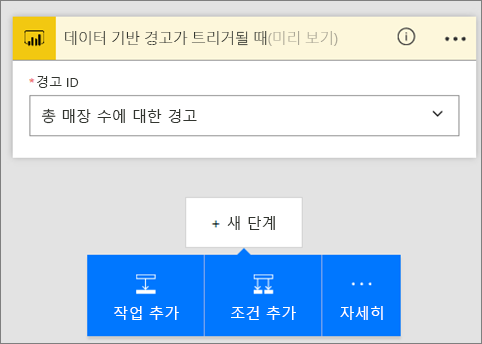 데이터 기반 경고가 트리거될 때(미리 보기)
*경고 ID
총 매장 수에 대한 경고
+ 새 단계
작업 추가 조건 추가 자세히